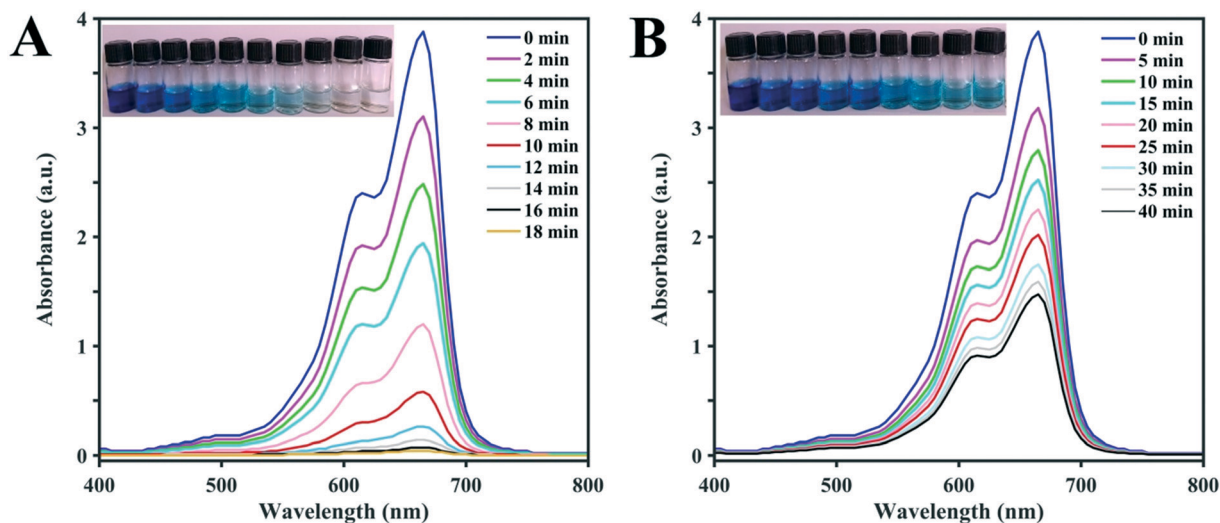 A
Absorbance (a.u.)
4
3
2
1
0
400
500
600
700
800
Wavelength (nm)
0 min
2 min
4 min
6 min
8 min
10 min
12 min
14 min
16 min
18 min
B
Absorbance (a.u.)
4
3
2
1
0
400
500
600
700
800
Wavelength (nm)
0 min
5 min
10 min
15 min
20 min
25 min
30 min
35 min
40 min